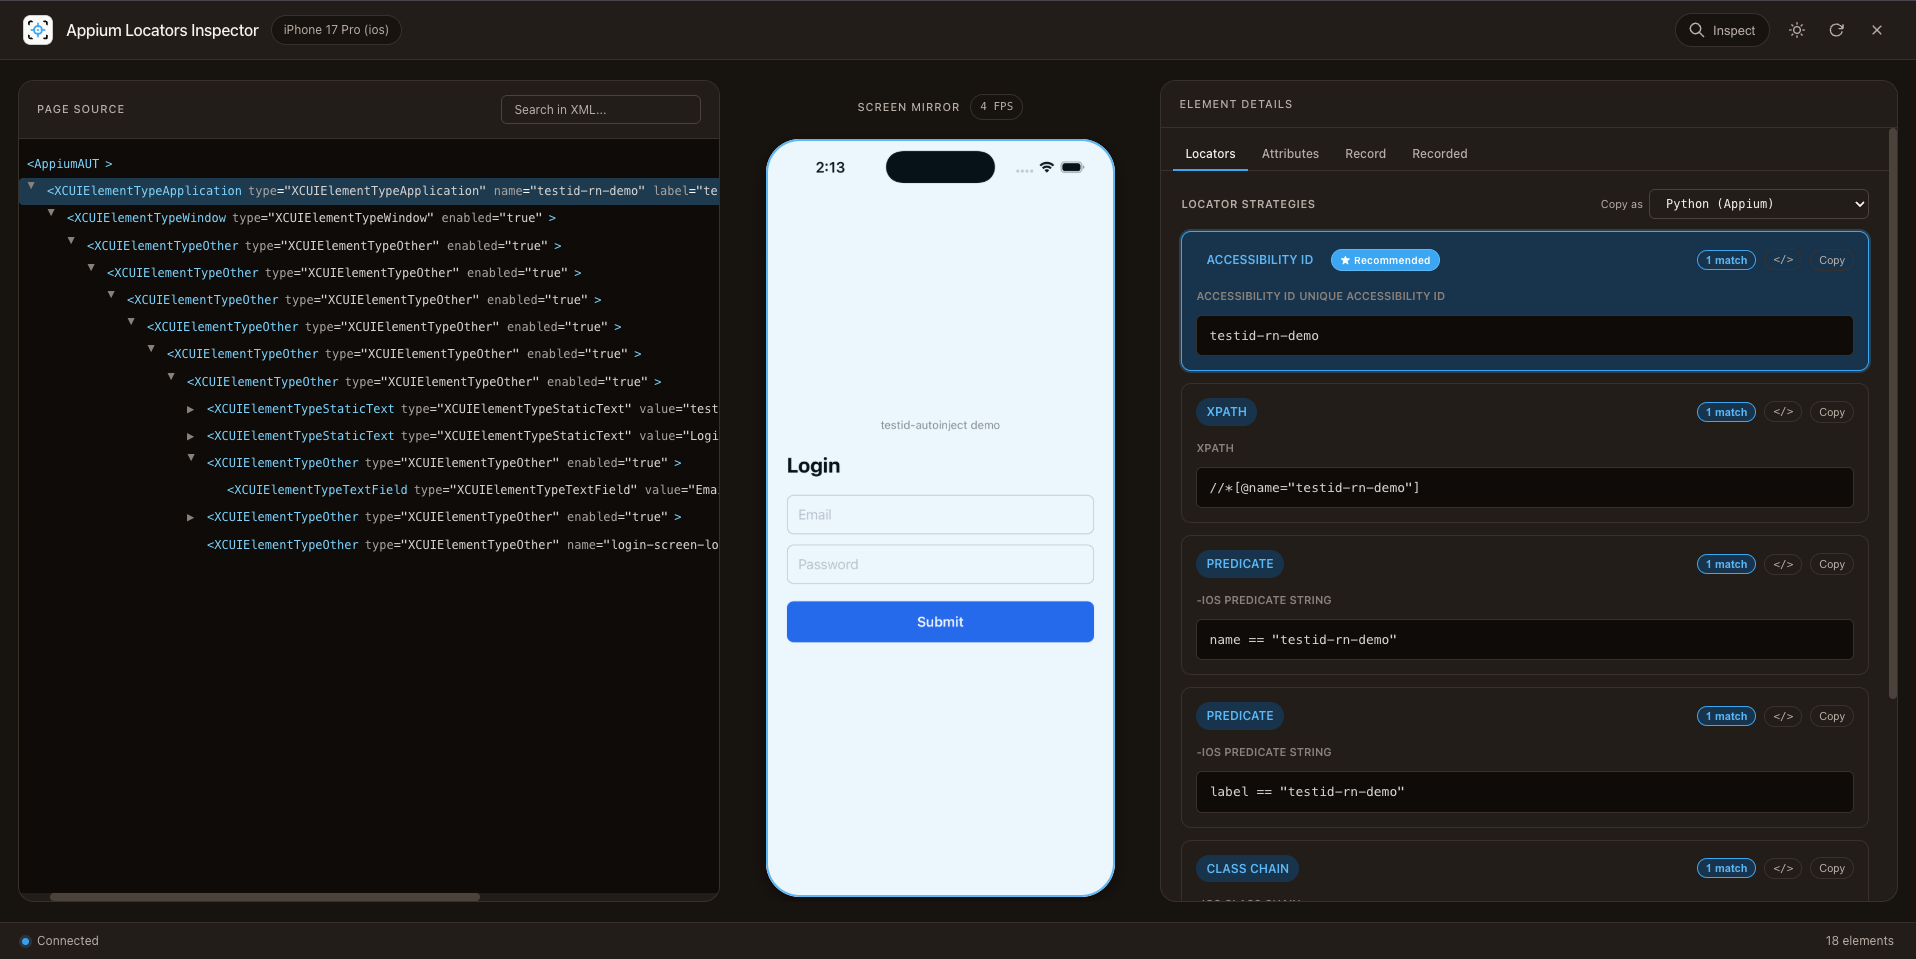 Appium Locators Inspector
iPhone 17 Pro (ios)
Inspect
PAGE SOURCE
Search in XML...
<AppiumAUT >
<XCUIElementTypeApplication type="XCUIElementTypeApplication" name="testid-rn-demo" label="te
<XCUIElementTypeWindow type="XCUIElementTypeWindow" enabled="true" >
<XCUIElementTypeOther type="XCUIElementTypeOther" enabled="true" >
<XCUIElementTypeOther type="XCUIElementTypeOther" enabled="true" >
<XCUIElementTypeOther type="XCUIElementTypeOther" enabled="true" >
<XCUIElementTypeOther type="XCUIElementTypeOther" enabled="true" >
<XCUIElementTypeOther type="XCUIElementTypeOther" enabled="true" >
<XCUIElementTypeOther type="XCUIElementTypeOther" enabled="true" >
<XCUIElementTypeStaticText type="XCUIElementTypeStaticText" value="test
<XCUIElementTypeStaticText type="XCUIElementTypeStaticText" value="Logi
<XCUIElementTypeOther type="XCUIElementTypeOther" enabled="true" >
<XCUIElementTypeTextField type="XCUIElementTypeTextField" value="Ema
<XCUIElementTypeOther type="XCUIElementTypeOther" enabled="true" >
<XCUIElementTypeOther type="XCUIElementTypeOther" name="login-screen-lo
SCREEN MIRROR
4 FPS
2:13
testid-autoinject demo
Login
Email
Password
Submit
ELEMENT DETAILS
Locators Attributes Record Recorded
LOCATOR STRATEGIES
Copy as Python (Appium)
ACCESSIBILITY ID ★ Recommended 1 match </> Copy
ACCESSIBILITY ID UNIQUE ACCESSIBILITY ID
testid-rn-demo
XPATH 1 match </> Copy
XPATH
//*[@name="testid-rn-demo"]
PREDICATE 1 match </> Copy
-IOS PREDICATE STRING
name == "testid-rn-demo"
PREDICATE 1 match </> Copy
-IOS PREDICATE STRING
label == "testid-rn-demo"
CLASS CHAIN 1 match </> Copy
Connected
18 elements